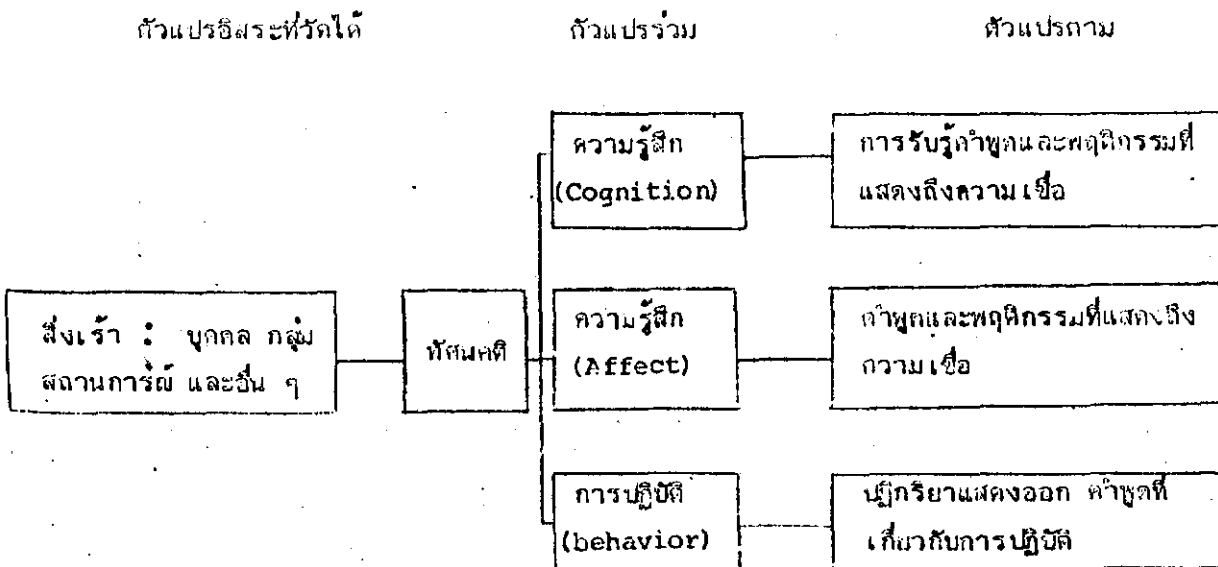 ตัวแปรอิสระที่วัดได้ ตัวแปรร่วม ตัวแปรตาม
ความรู้สึก
(Cognition)
การรับรู้คำพูดและพฤติกรรมที่
แสดงถึงความเชื่อ
สิ่งเร้า : บุคคล กลุ่ม
สถานการณ์ และอื่น ๆ
ทัศนคติ
ความรู้สึก
(Affect)
คำพูดและพฤติกรรมที่แสดงถึง
ความเชื่อ
การปฏิบัติ
(behavior)
ปฏิกริยาแสดงออก คำพูดที่
เกี่ยวกับการปฏิบัติ